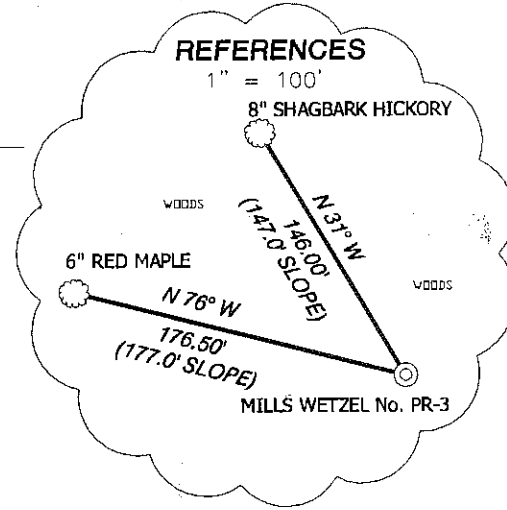 REFERENCES
1" = 100'
8" SHAGBARK HICKORY
WOODS
N 31° W
146.00'
(147.0' SLOPE)
6" RED MAPLE
WOODS
N 76° W
176.50'
(177.0' SLOPE)
MILLS WETZEL No. PR-3